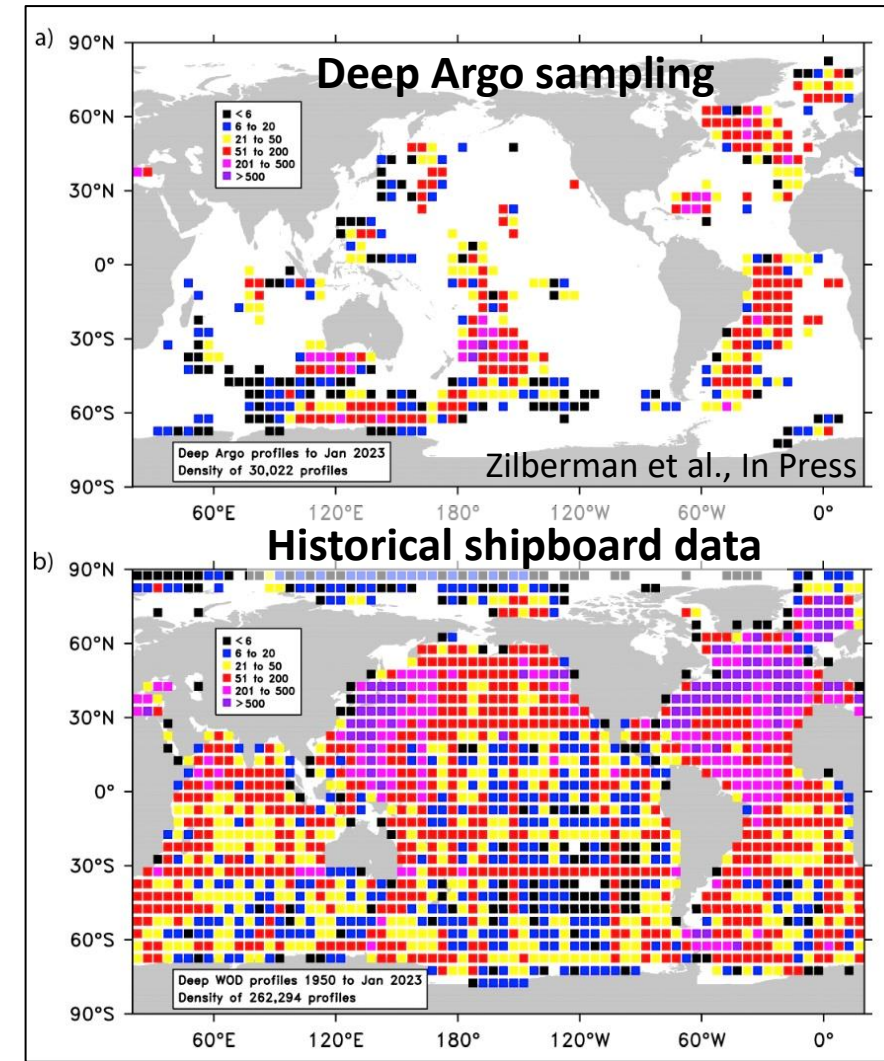 a)
Deep Argo sampling
90°N
60°N
30°N
0°
30°S
60°S
90°S
< 6
6 to 20
21 to 50
51 to 200
201 to 500
>500
Deep Argo profiles to Jan 2023
Density of 30,022 profiles
Zilberman et al., In Press
60°E 120°E 180° 120°W 60°W 0°
b)
Historical shipboard data
90°N
60°N
30°N
0°
30°S
60°S
90°S
< 6
6 to 20
21 to 50
51 to 200
201 to 500
>500
Deep WOD profiles 1950 to Jan 2023
Density of 262,294 profiles
60°E 120°E 180° 120°W 60°W 0°